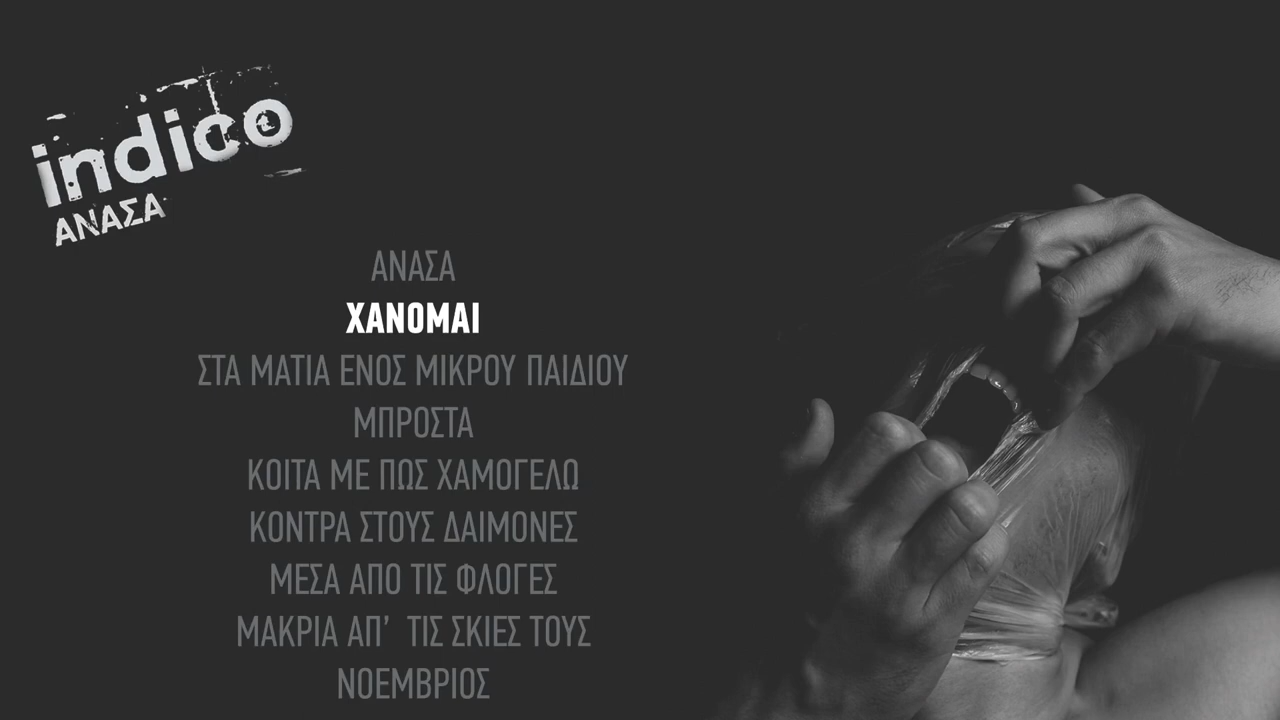 indico
ΑΝΑΣΑ
ΑΝΑΣΑ
ΧΑΝΟΜΑΙ
ΣΤΑ ΜΑΤΙΑ ΕΝΟΣ ΜΙΚΡΟΥ ΠΑΙΔΙΟΥ
ΜΠΡΟΣΤΑ
ΚΟΙΤΑ ΜΕ ΠΩΣ ΧΑΜΟΓΕΛΩ
ΚΟΝΤΡΑ ΣΤΟΥΣ ΔΑΙΜΟΝΕΣ
ΜΕΣΑ ΑΠΟ ΤΙΣ ΦΛΟΓΕΣ
ΜΑΚΡΙΑ ΑΠ’ ΤΙΣ ΣΚΙΕΣ ΤΟΥΣ
ΝΟΕΜΒΡΙΟΣ